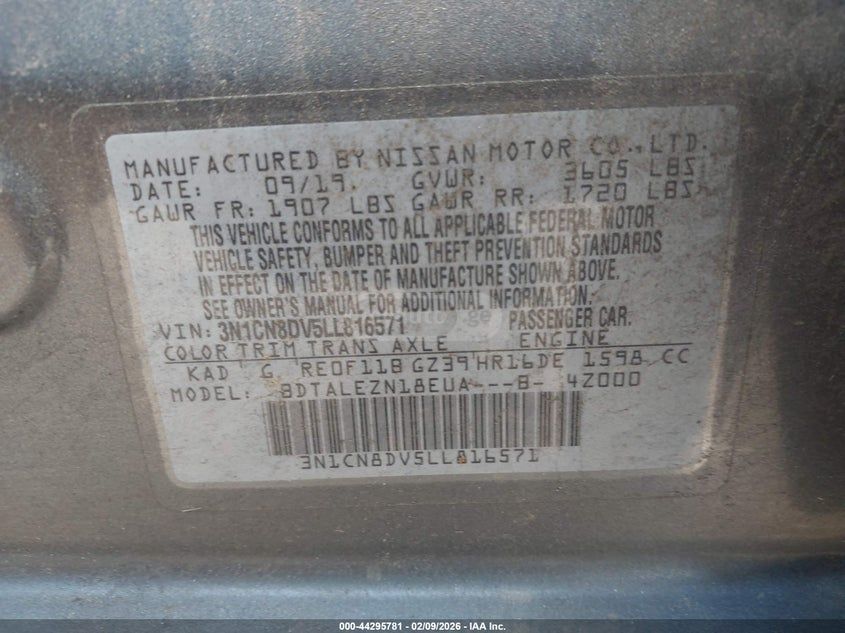 MANUFACTURED BY NISSAN MOTOR CO., LTD.
DATE: 09/19. GVWR: 3605 LBS
GAWR FR: 1907 LBS GAWR RR: 1720 LBS
THIS VEHICLE CONFORMS TO ALL APPLICABLE FEDERAL MOTOR
VEHICLE SAFETY, BUMPER AND THEFT PREVENTION STANDARDS
IN EFFECT ON THE DATE OF MANUFACTURE SHOWN ABOVE.
SEE OWNER'S MANUAL FOR ADDITIONAL INFORMATION.
VIN: 3N1CN8DV5LL816571 PASSENGER CAR.
COLOR TRIM TRANS AXLE ENGINE
KAD G RE0F11B GZ39 HR16DE 1598 CC
MODEL: BDTALEZN18EUA---B- 4Z000
3N1CN8DV5LL816571
000-44295781 | 02/09/2026 | IAA Inc.